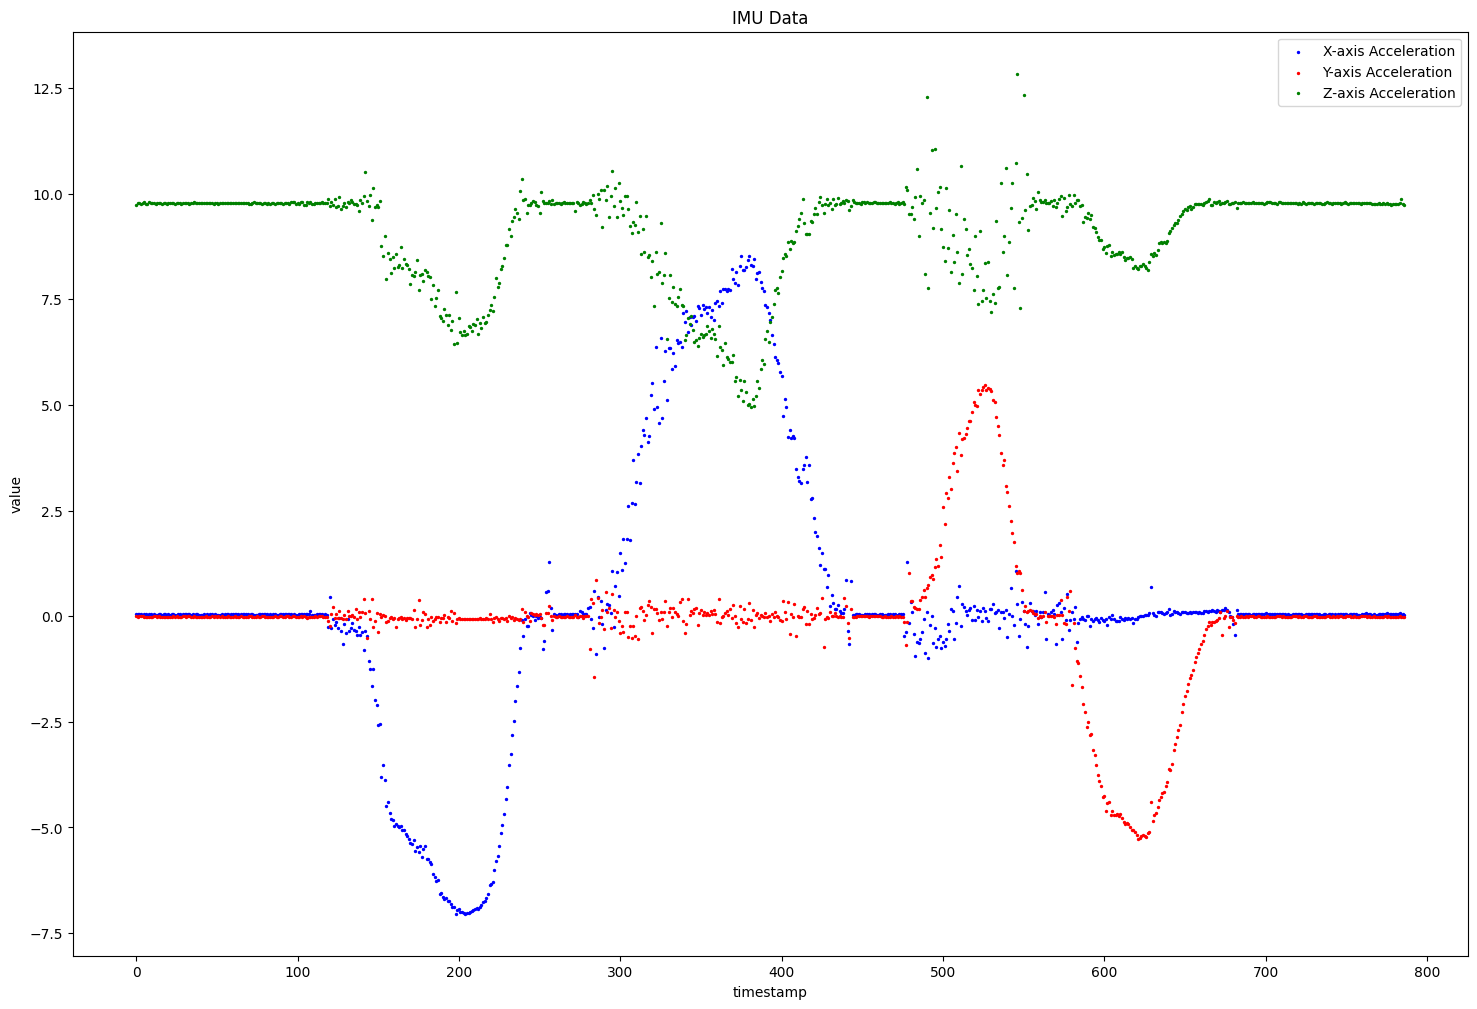 IMU Data
X-axis Acceleration
Y-axis Acceleration
Z-axis Acceleration
12.5
10.0
7.5
5.0
2.5
0.0
−2.5
−5.0
−7.5
value
0 100 200 300 400 500 600 700 800
timestamp